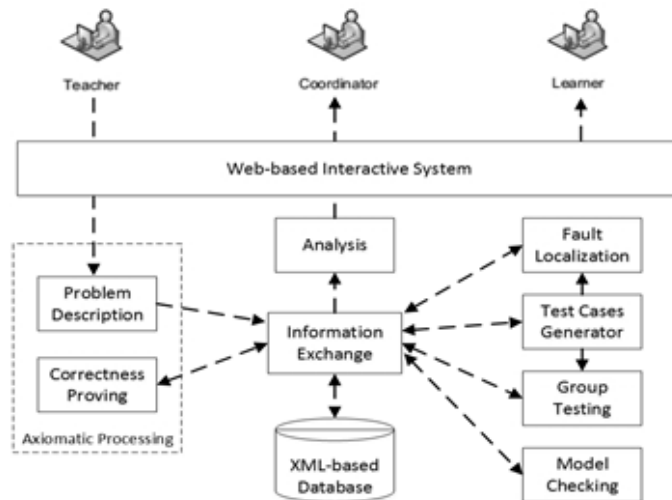 Teacher
Coordinator
Learner
Web-based Interactive System
Analysis
Fault
Localization
Problem
Description
Information
Exchange
Test Cases
Generator
Correctness
Proving
Group
Testing
Axiomatic Processing
XML-based
Database
Model
Checking